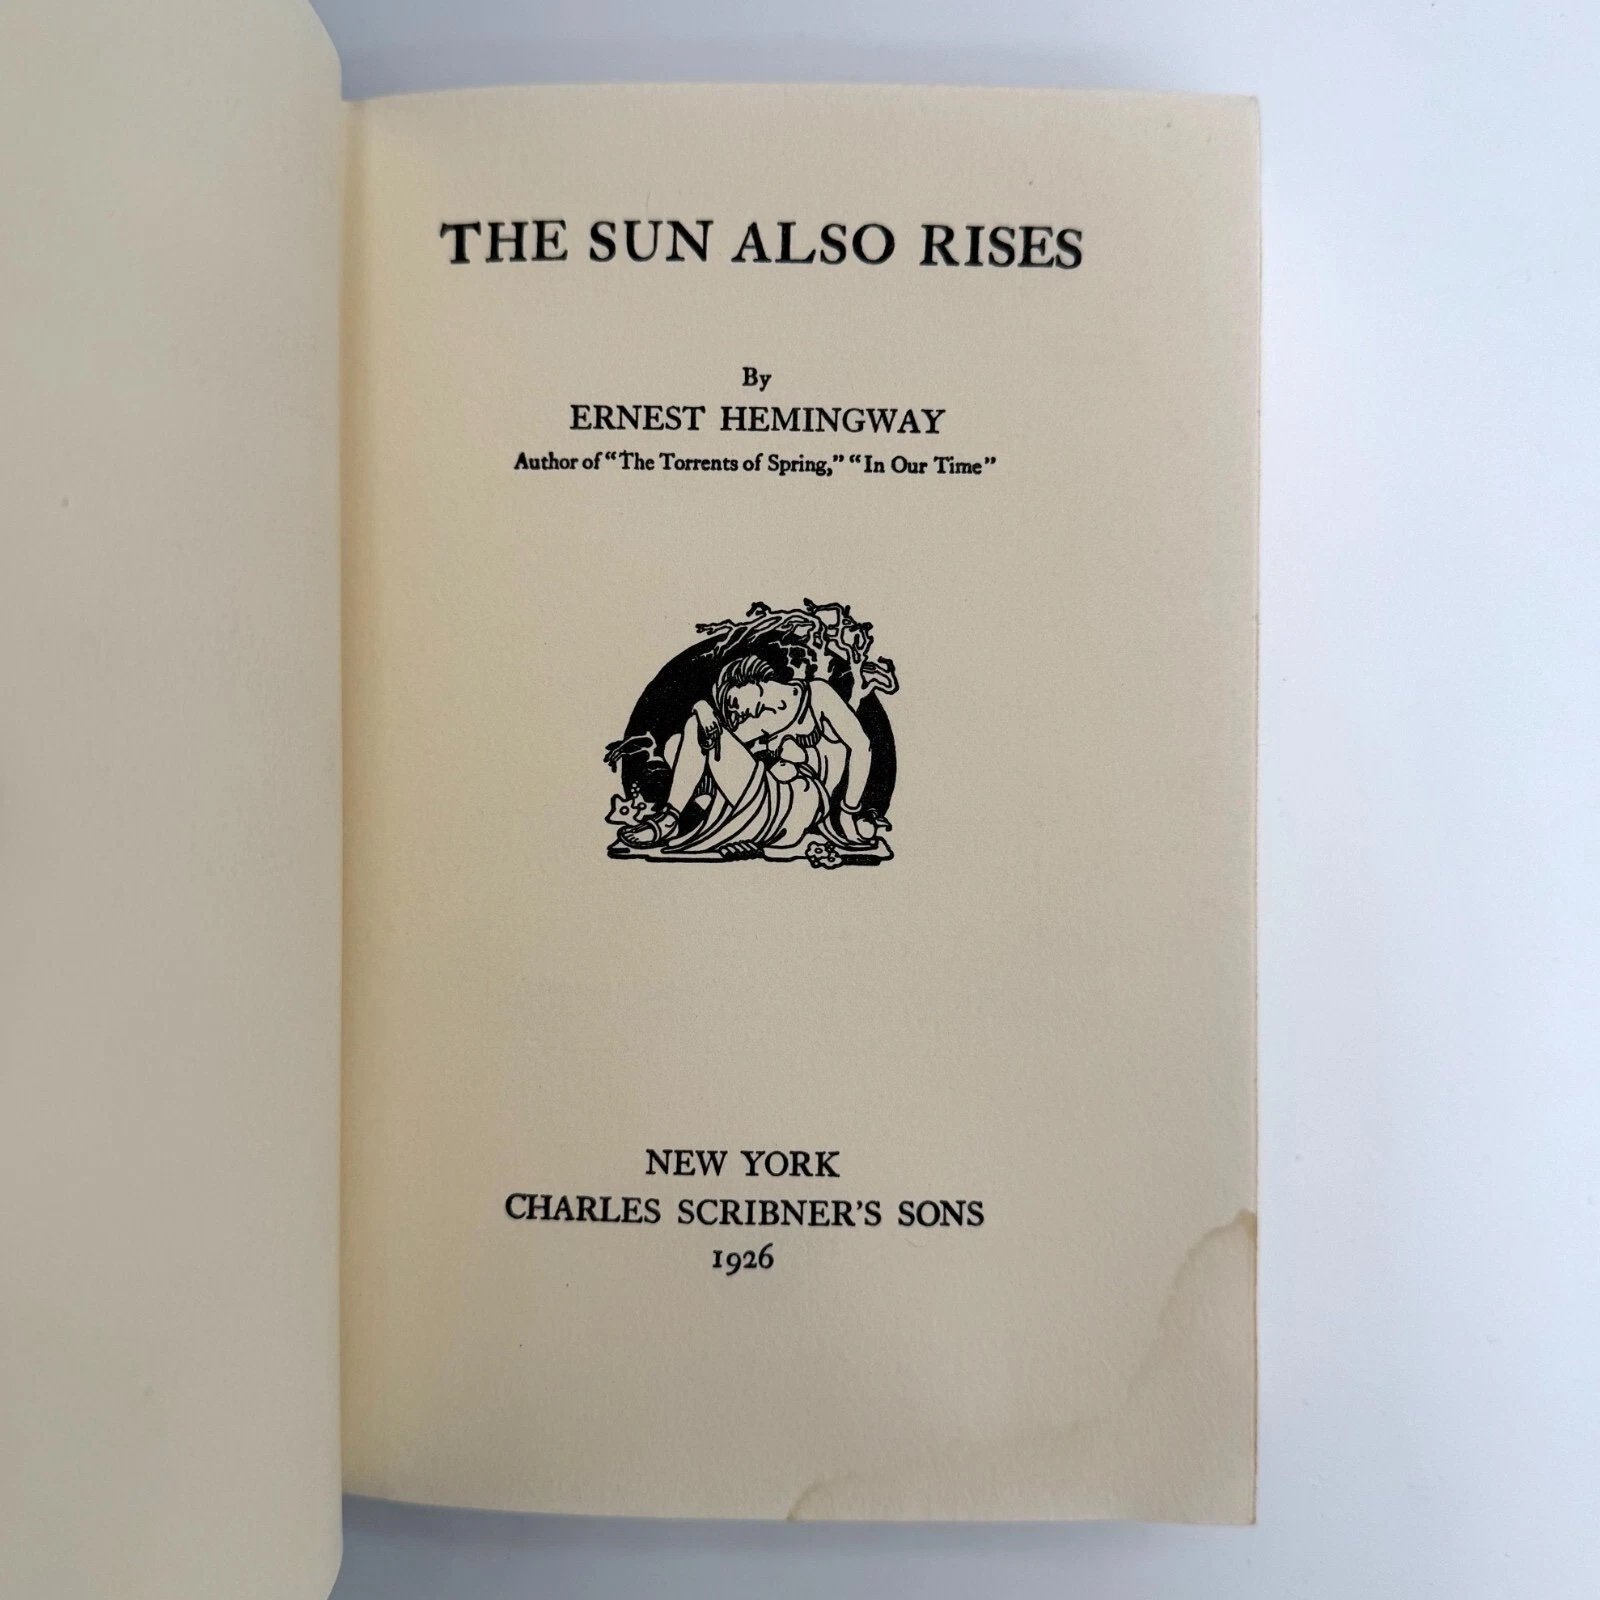 THE SUN ALSO RISES
By
ERNEST HEMINGWAY
Author of “The Torrents of Spring,” “In Our Time”
NEW YORK
CHARLES SCRIBNER’S SONS
1926